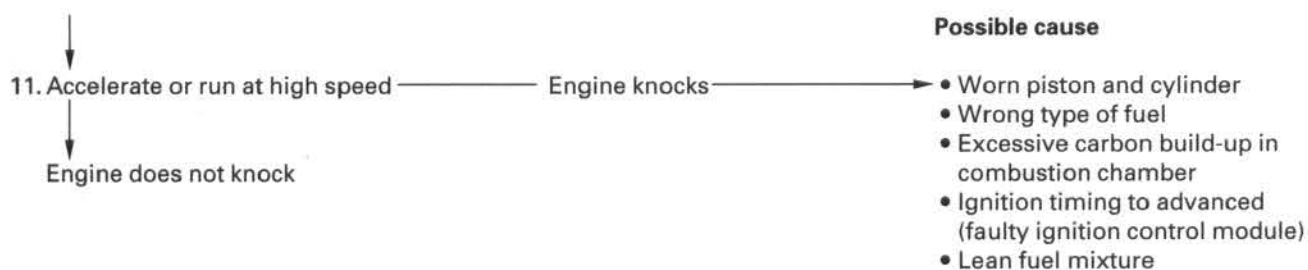 Possible cause
11. Accelerate or run at high speed
Engine knocks
• Worn piston and cylinder
• Wrong type of fuel
• Excessive carbon build-up in
combustion chamber
• Ignition timing to advanced
(faulty ignition control module)
• Lean fuel mixture
Engine does not knock